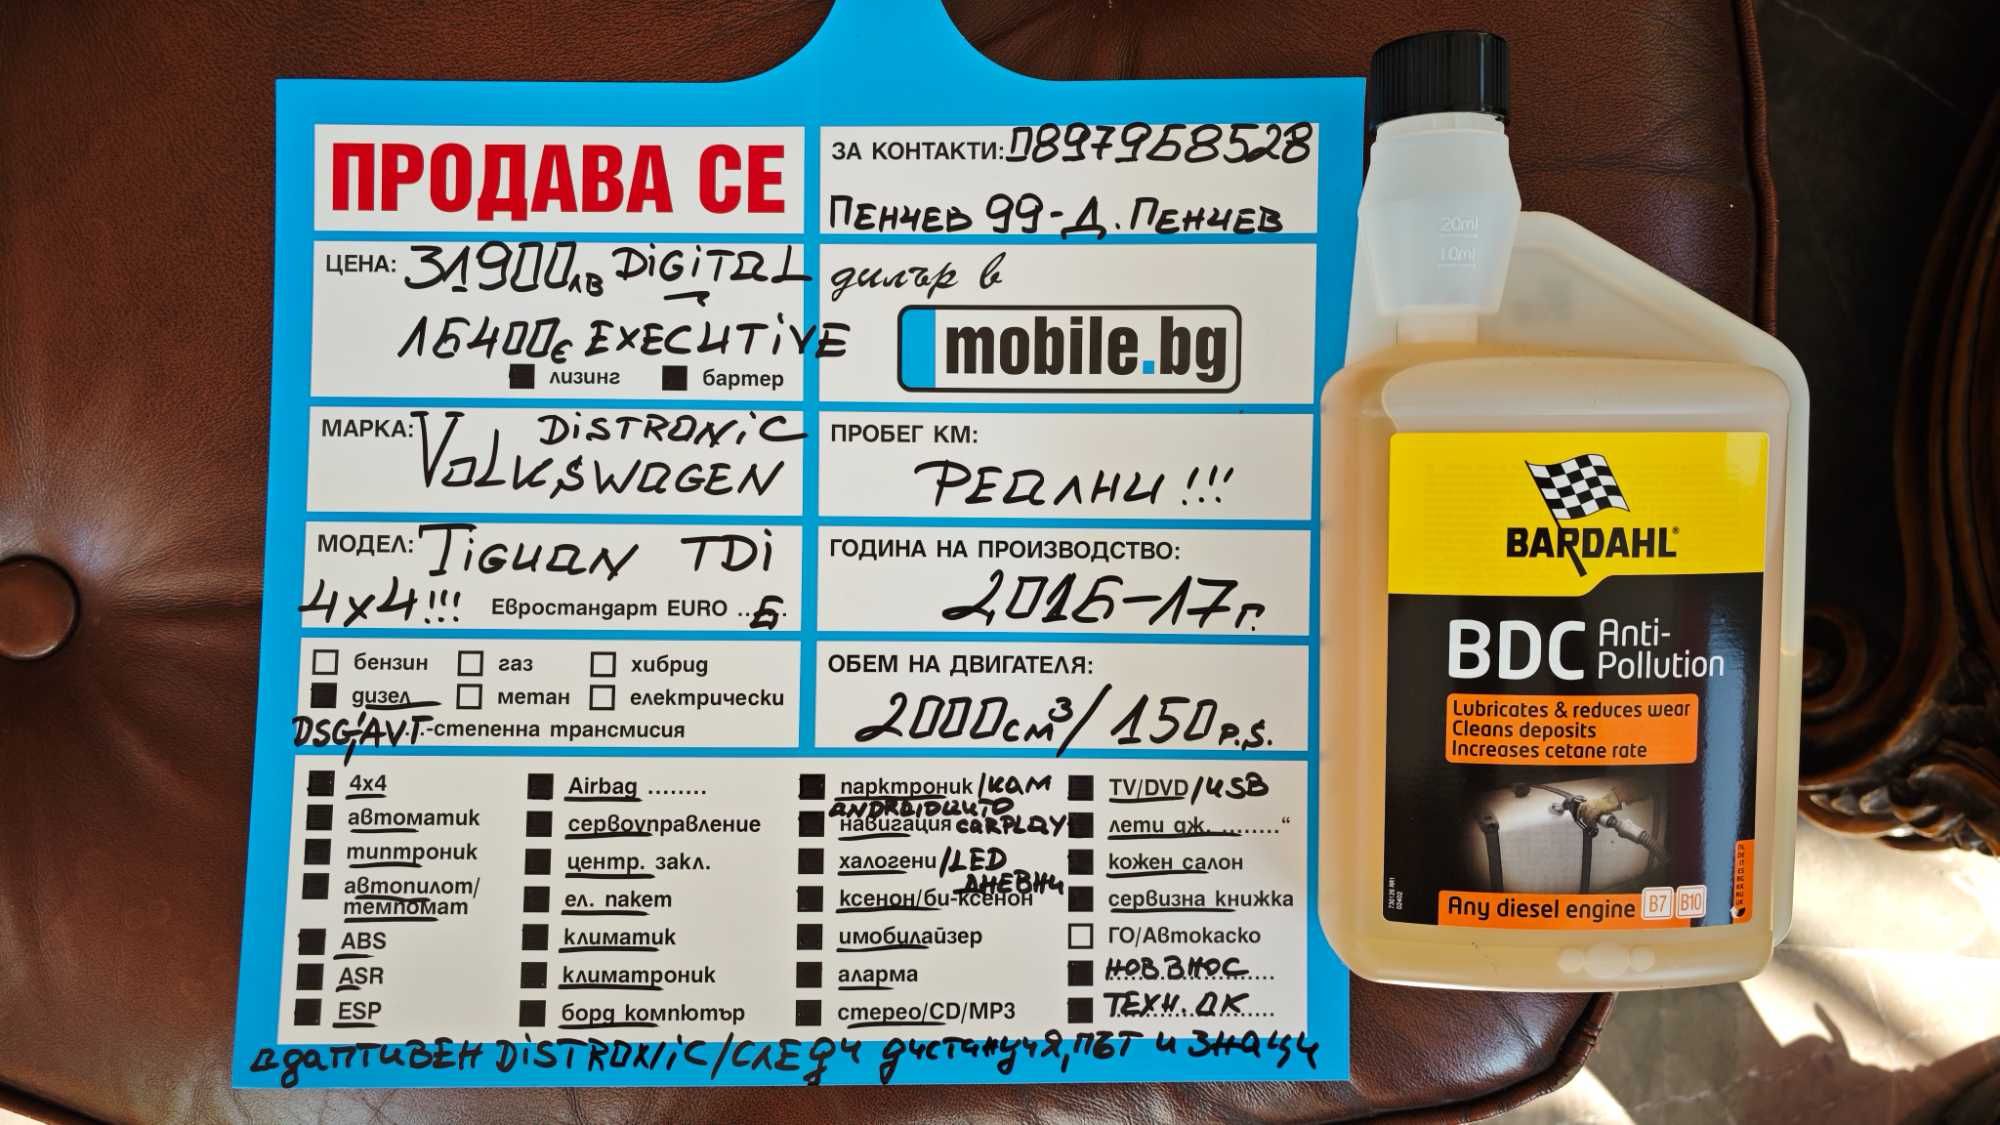 ПРОДАВА СЕ
ЗА КОНТАКТИ: 0897968528
ПЕНЧЕВ 99-Д. ПЕНЧЕВ
ЦЕНА: 31900лв DiGiTAL
16400€ EXECUTiVE
лизинг бартер
дилър в
mobile.bg
МАРКА: DiSTRONiC
VOLKSWAGEN
ПРОБЕГ КМ:
РЕАЛНИ!!!
МОДЕЛ: TIGUAN TDi
4x4!!! Евростандарт EURO ..6.
ГОДИНА НА ПРОИЗВОДСТВО:
2016-17г.
бензин газ хибрид
дизел метан електрически
DSG/AVT.-степенна трансмисия
ОБЕМ НА ДВИГАТЕЛЯ:
2000см³/150P.S.
4x4
автоматик
типтроник
автопилот/
темпомат
ABS
ASR
ESP
Airbag ........
сервоуправление
центр. закл.
ел. пакет
климатик
климатроник
борд компютър
парктроник/КАМ
ANDROIDAUTO
навигация CARPLAY
халогени/LED
ДНЕВНИ
ксенон/би-ксенон
имобилайзер
аларма
стерео/CD/MP3
TV/DVD/USB
лети дж. ........“
кожен салон
сервизна книжка
ГО/Автокаско
НОВ ВНОС
ТЕХН. ДК
АДАПТИВЕН DiSTRONiC/СЛЕДИ ДИСТАНЦИЯ, ПЪТ И ЗНАЦИ
20ml
10ml
BARDAHL®
BDC Anti-
Pollution
Lubricates & reduces wear
Cleans deposits
Increases cetane rate
Any diesel engine B7 B10